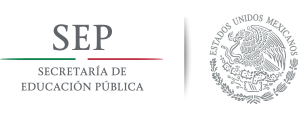 SEP
SECRETARÍA DE
EDUCACIÓN PÚBLICA
ESTADOS UNIDOS MEXICANOS